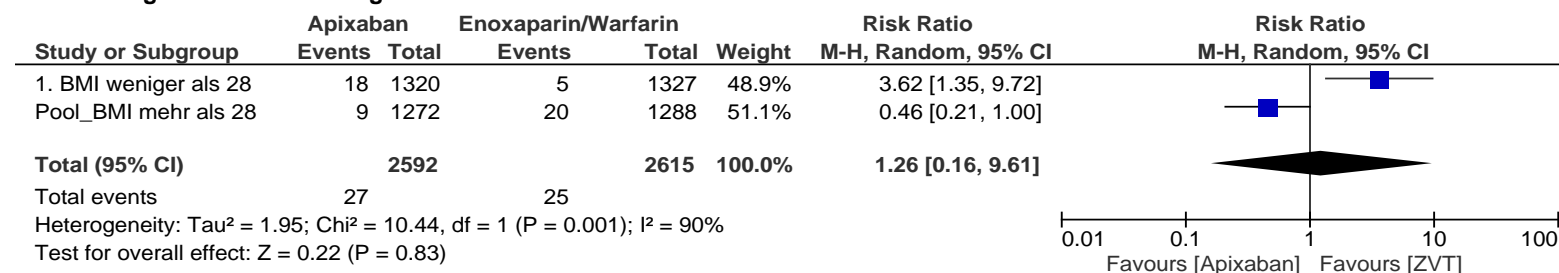 Apixaban Enoxaparin/Warfarin Risk Ratio Risk Ratio
Study or Subgroup Events Total Events Total Weight M-H, Random, 95% CI M-H, Random, 95% CI
1. BMI weniger als 28 18 1320 5 1327 48.9% 3.62 [1.35, 9.72]
Pool_BMI mehr als 28 9 1272 20 1288 51.1% 0.46 [0.21, 1.00]
Total (95% CI) 2592 2615 100.0% 1.26 [0.16, 9.61]
Total events 27 25
Heterogeneity: Tau² = 1.95; Chi² = 10.44, df = 1 (P = 0.001); I² = 90%
Test for overall effect: Z = 0.22 (P = 0.83)
0.01 0.1 1 10 100
Favours [Apixaban] Favours [ZVT]